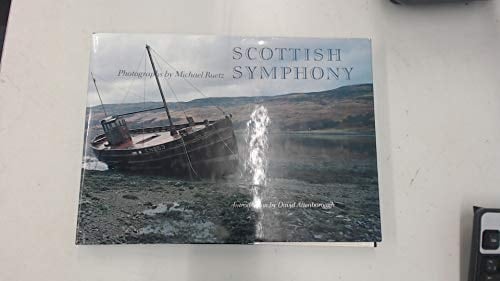 SCOTTISH
SYMPHONY
Photographs by Michael Ruetz
Introduction by David Attenborough